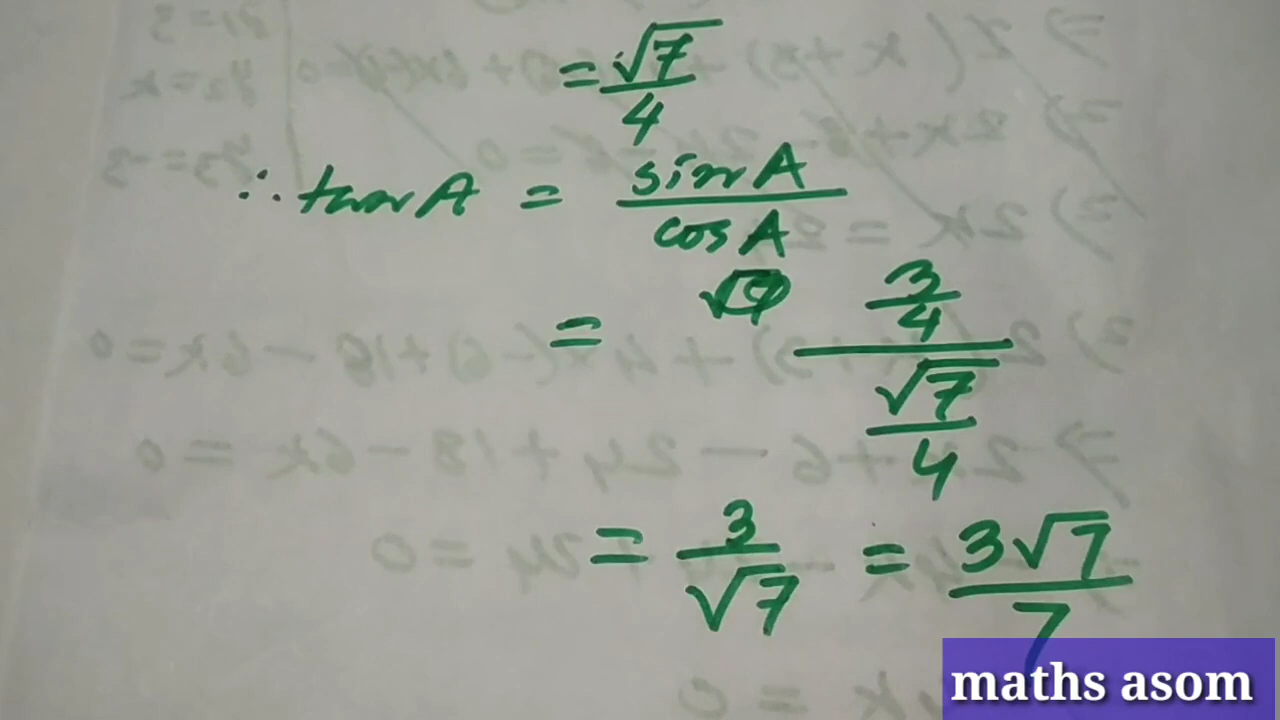 = √7/4
∴ tan A = sin A/cos A
= 3/4/√7/4
= 3/√7 = 3√7/7
maths asom